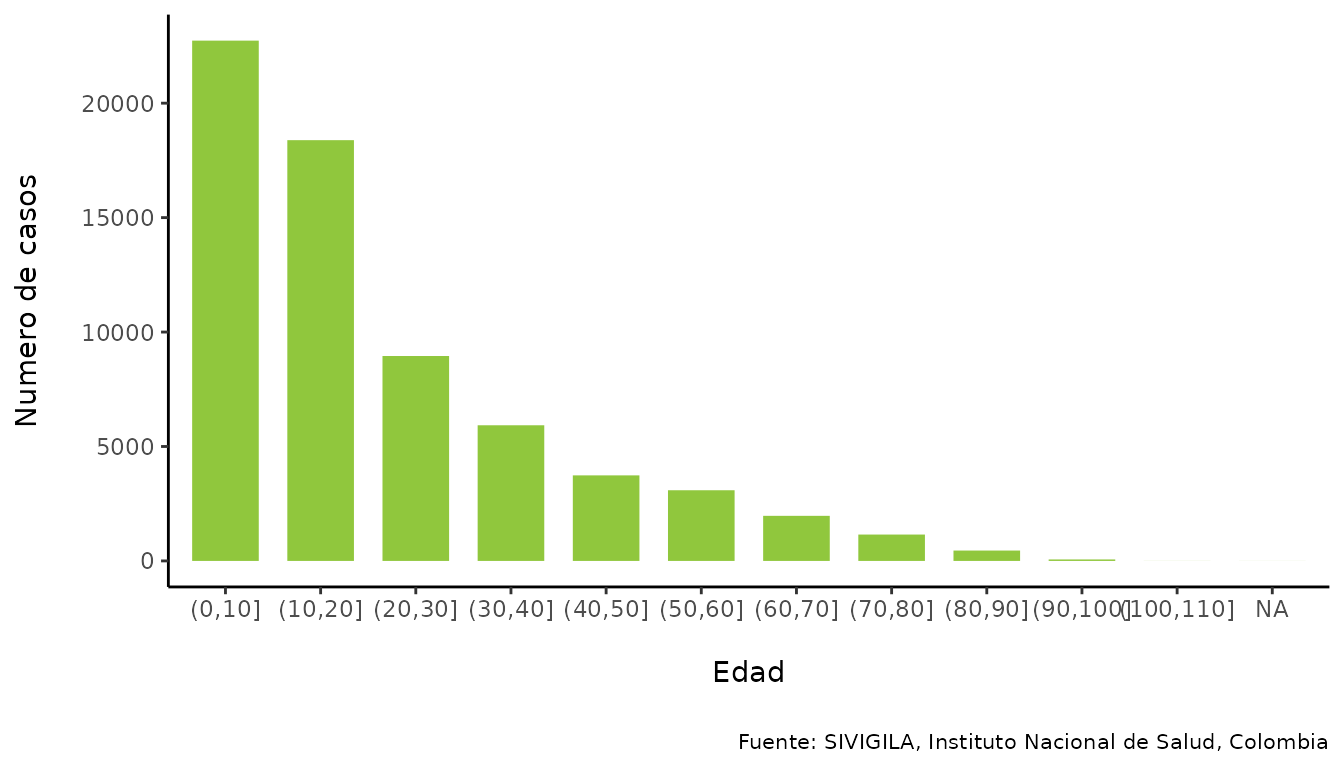 Numero de casos
20000
15000
10000
5000
0
(0,10] (10,20] (20,30] (30,40] (40,50] (50,60] (60,70] (70,80] (80,90] (90,100] (100,110] NA
Edad
Fuente: SIVIGILA, Instituto Nacional de Salud, Colombia